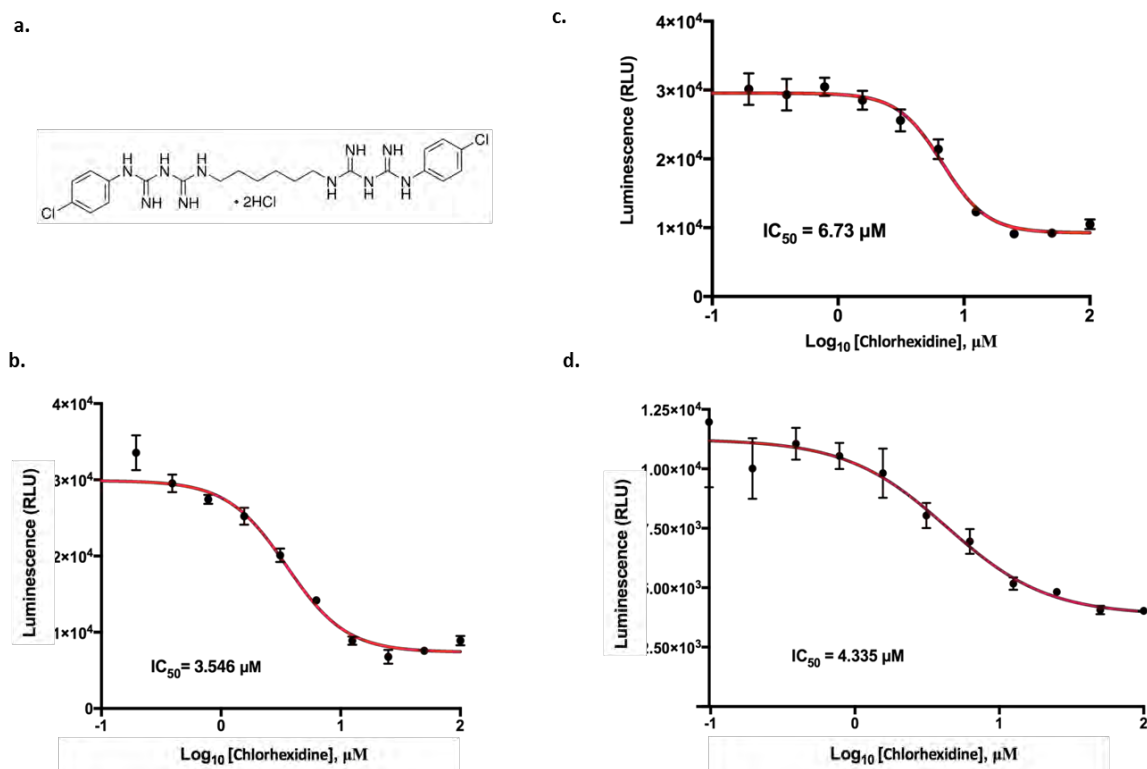 a.
Cl
NH NH
H H H
N N N
N N N
H H H
NH NH
Cl
• 2HCl
b.
4×10⁴
3×10⁴
2×10⁴
1×10⁴
0
Luminescence (RLU)
IC₅₀= 3.546 µM
-1 0 1 2
Log₁₀ [Chlorhexidine], µM
c.
4×10⁴
3×10⁴
2×10⁴
1×10⁴
0
Luminescence (RLU)
IC₅₀ = 6.73 µM
-1 0 1 2
Log₁₀ [Chlorhexidine], µM
d.
1.25×10⁴
1.00×10⁴
7.50×10³
5.00×10³
2.50×10³
Luminescence (RLU)
IC₅₀ = 4.335 µM
-1 0 1 2
Log₁₀ [Chlorhexidine], µM